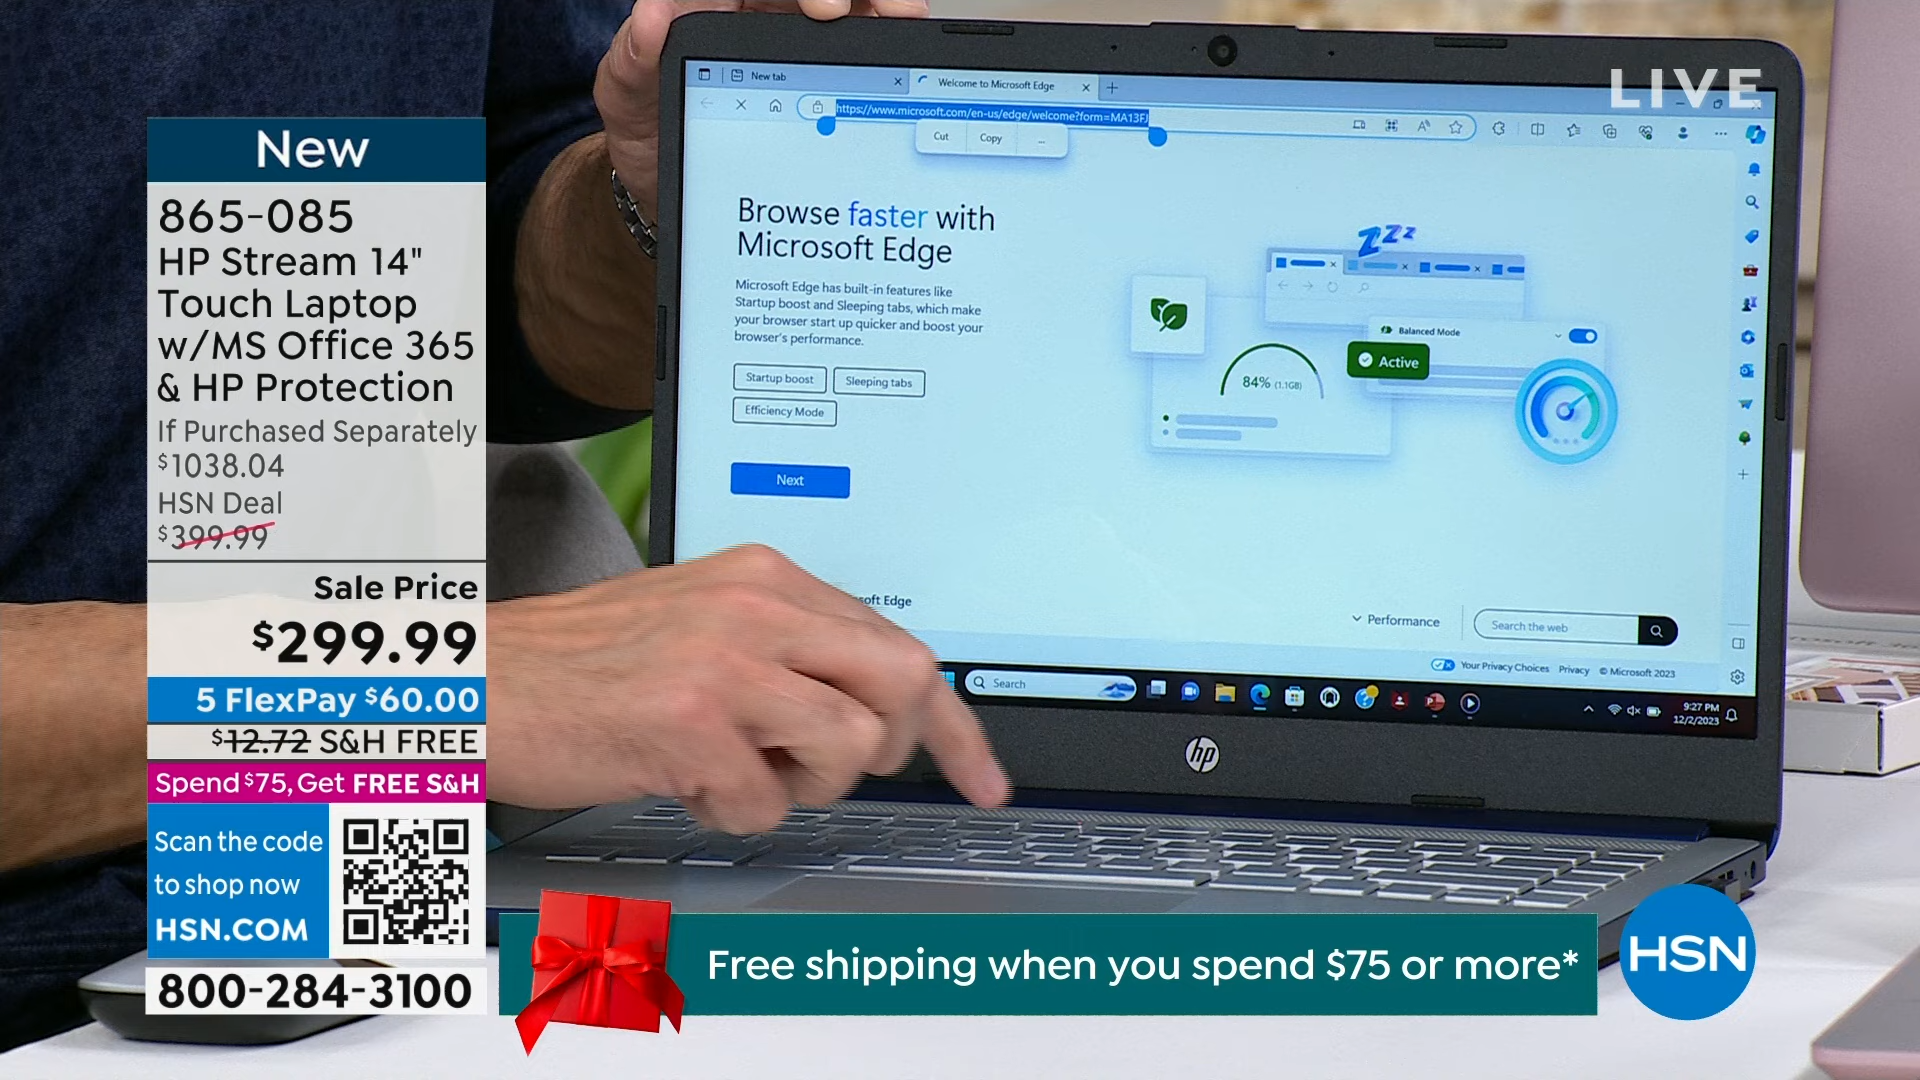 LIVE
New
865-085
HP Stream 14"
Touch Laptop
w/MS Office 365
& HP Protection
If Purchased Separately
$1038.04
HSN Deal
$399.99
Sale Price
$299.99
5 FlexPay $60.00
$12.72 S&H FREE
Spend $75, Get FREE S&H
Scan the code
to shop now
HSN.COM
800-284-3100
New tab
Welcome to Microsoft Edge
https://www.microsoft.com/en-us/edge/welcome?form=MA13FJ
Cut Copy ...
Browse faster with
Microsoft Edge
Microsoft Edge has built-in features like
Startup boost and Sleeping tabs, which make
your browser start up quicker and boost your
browser's performance.
Startup boost Sleeping tabs
Efficiency Mode
Next
zzz
Balanced Mode
Active
84% (1.1GB)
soft Edge
Performance
Search the web
Your Privacy Choices Privacy © Microsoft 2023
Search
9:27 PM
12/2/2023
hp
Free shipping when you spend $75 or more*
HSN